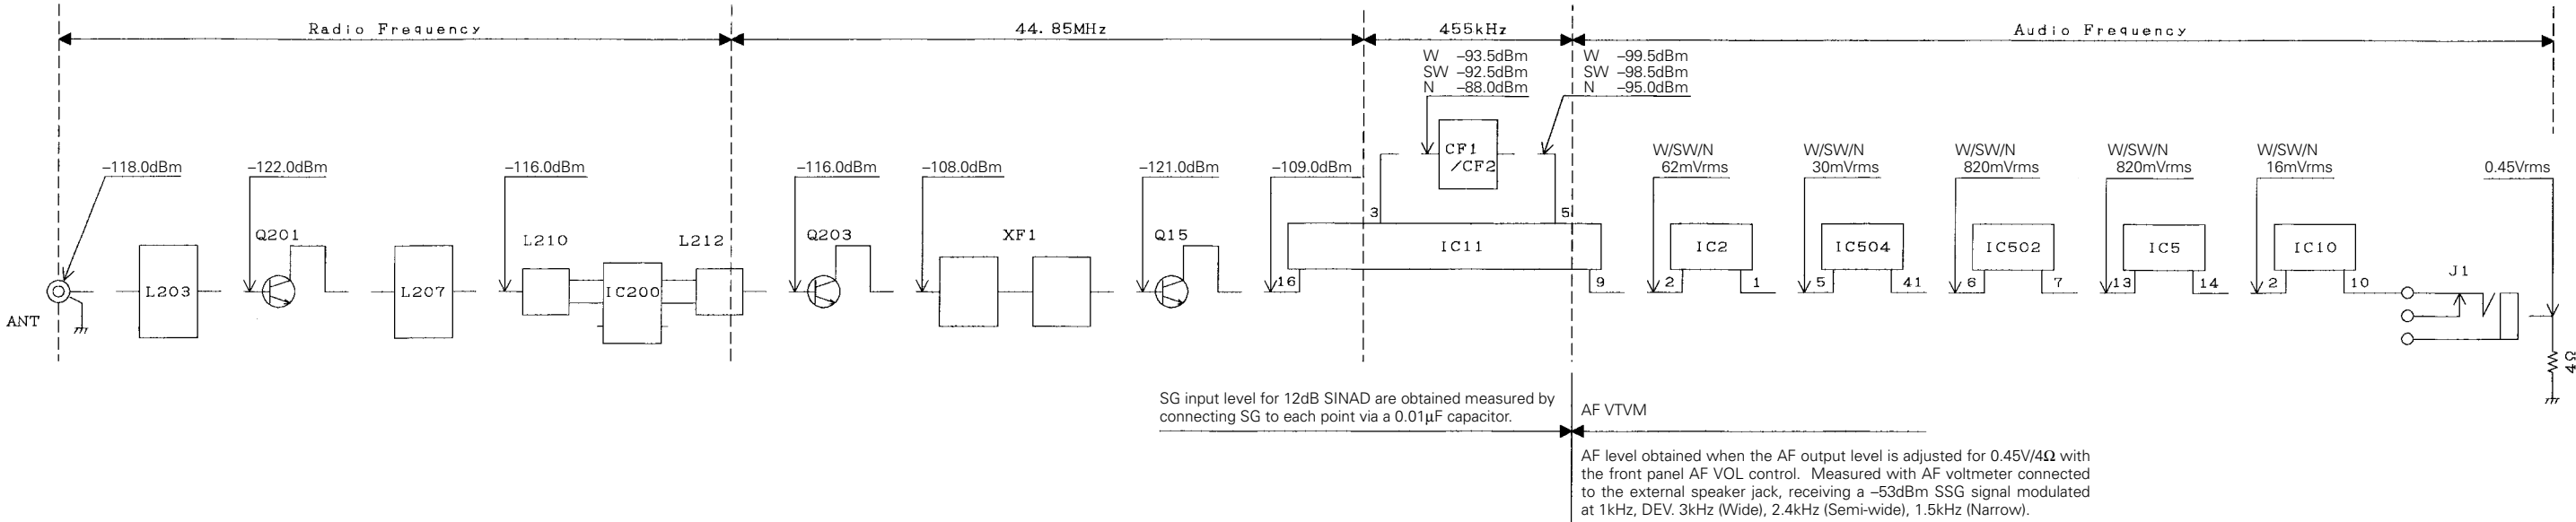 Radio Frequency
44.85MHz
455kHz
Audio Frequency
W –93.5dBm
SW –92.5dBm
N –88.0dBm
W –99.5dBm
SW –98.5dBm
N –95.0dBm
–118.0dBm
–122.0dBm
–116.0dBm
–116.0dBm
–108.0dBm
–121.0dBm
–109.0dBm
CF1
/CF2
W/SW/N
62mVrms
W/SW/N
30mVrms
W/SW/N
820mVrms
W/SW/N
820mVrms
W/SW/N
16mVrms
0.45Vrms
3
5
Q201
L210
L212
Q203
XF1
Q15
IC11
IC2
IC504
IC502
IC5
IC10
J1
ANT
L203
L207
IC200
16
9
2
1
5
41
6
7
13
14
2
10
SG input level for 12dB SINAD are obtained measured by
connecting SG to each point via a 0.01µF capacitor.
AF VTVM
AF level obtained when the AF output level is adjusted for 0.45V/4Ω with
the front panel AF VOL control. Measured with AF voltmeter connected
to the external speaker jack, receiving a –53dBm SSG signal modulated
at 1kHz, DEV. 3kHz (Wide), 2.4kHz (Semi-wide), 1.5kHz (Narrow).